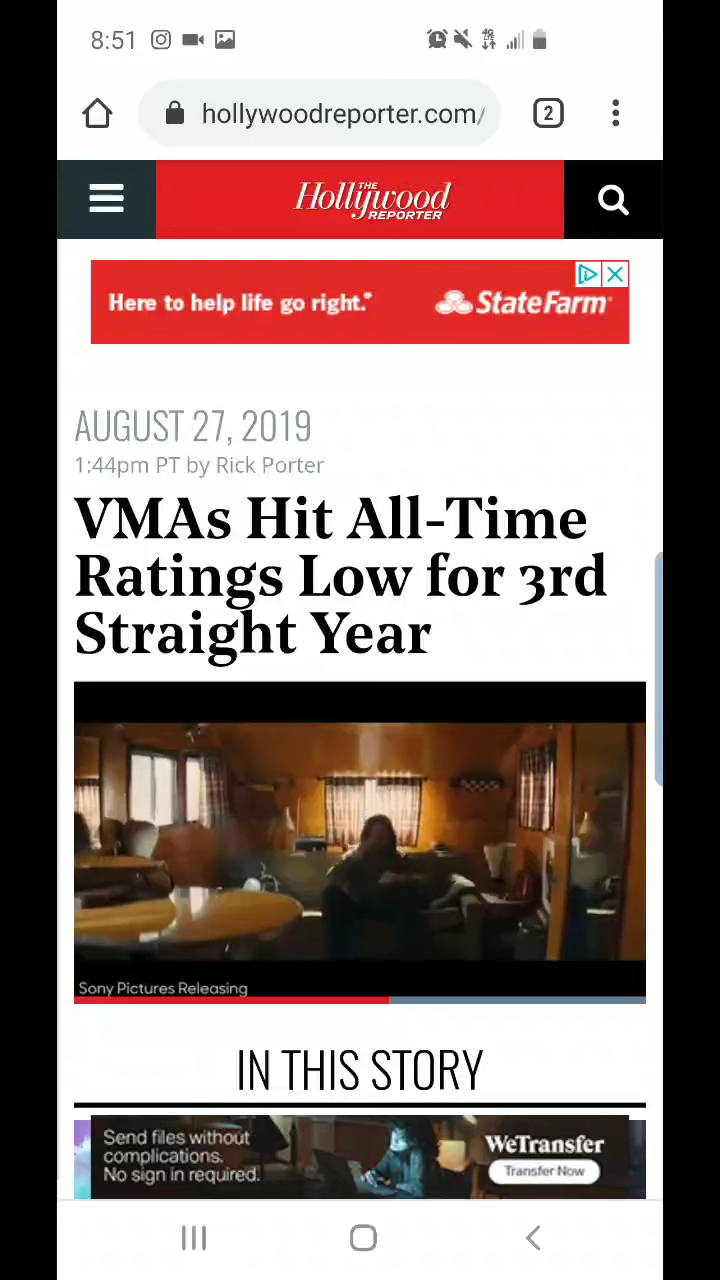 8:51
hollywoodreporter.com/
2
THE
Hollywood
REPORTER
Here to help life go right.®
StateFarm
AUGUST 27, 2019
1:44pm PT by Rick Porter
VMAs Hit All-Time
Ratings Low for 3rd
Straight Year
Sony Pictures Releasing
IN THIS STORY
Send files without
complications.
No sign in required.
WeTransfer
Transfer Now